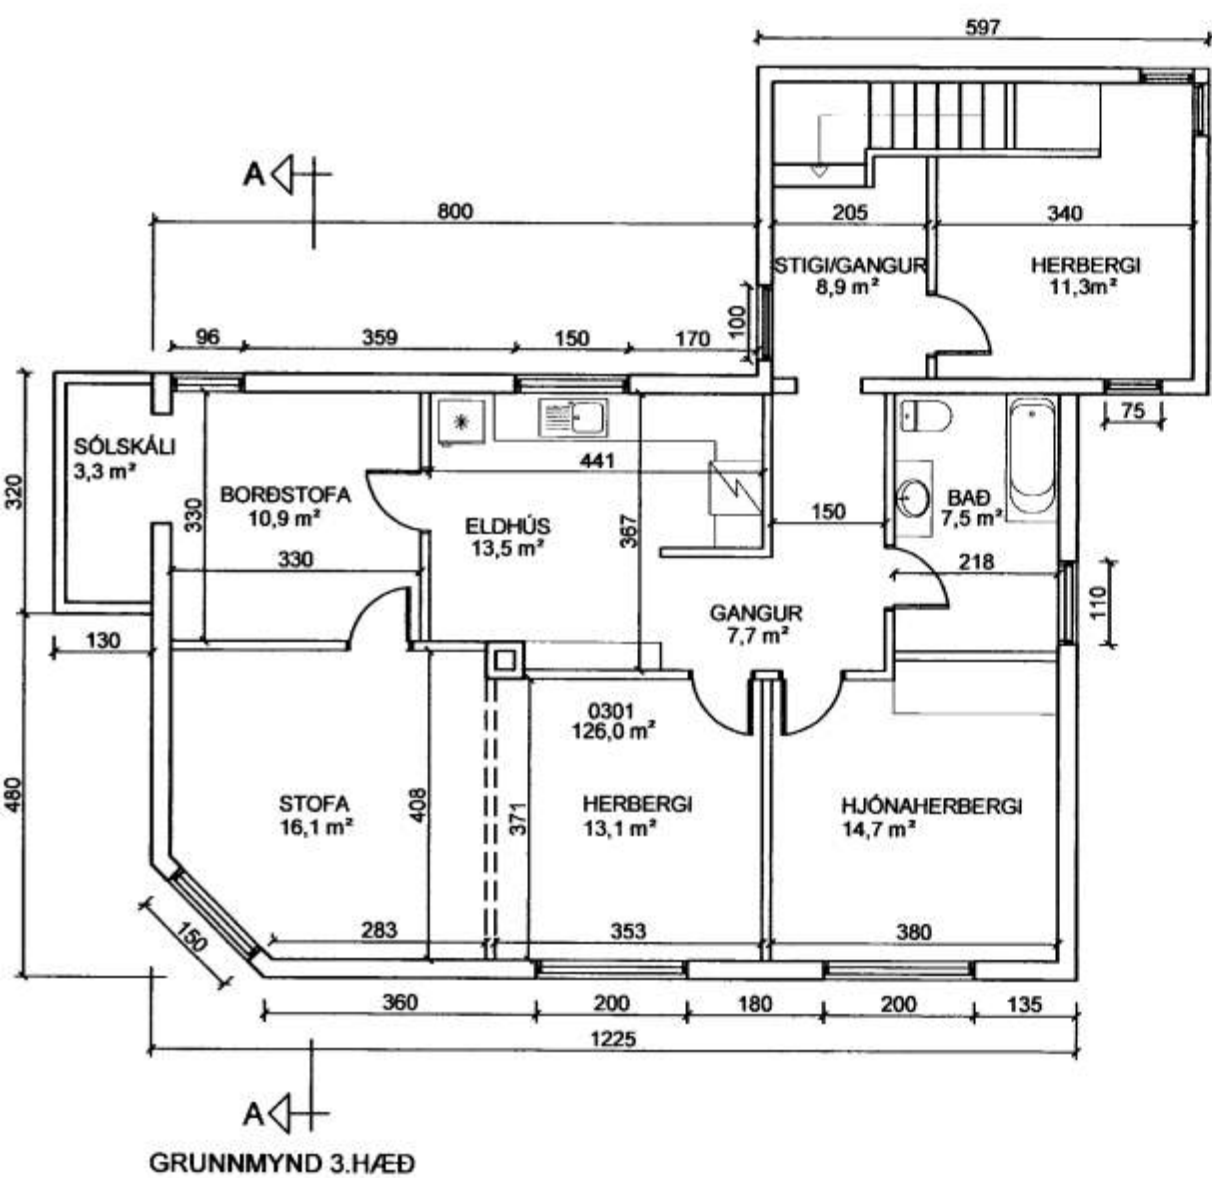 597
A
800
205
340
STIGI/GANGUR
8,9 m²
HERBERGI
11,3m²
96
359
150
170
100
75
SÓLSKÁLI
3,3 m²
320
BORÐSTOFA
10,9 m²
330
330
441
ELDHÚS
13,5 m²
367
150
BAÐ
7,5 m²
218
110
GANGUR
7,7 m²
130
0301
126,0 m²
480
STOFA
16,1 m²
408
371
HERBERGI
13,1 m²
HJÓNAHERBERGI
14,7 m²
150
283
353
380
360
200
180
200
135
1225
A
GRUNNMYND 3.HÆÐ